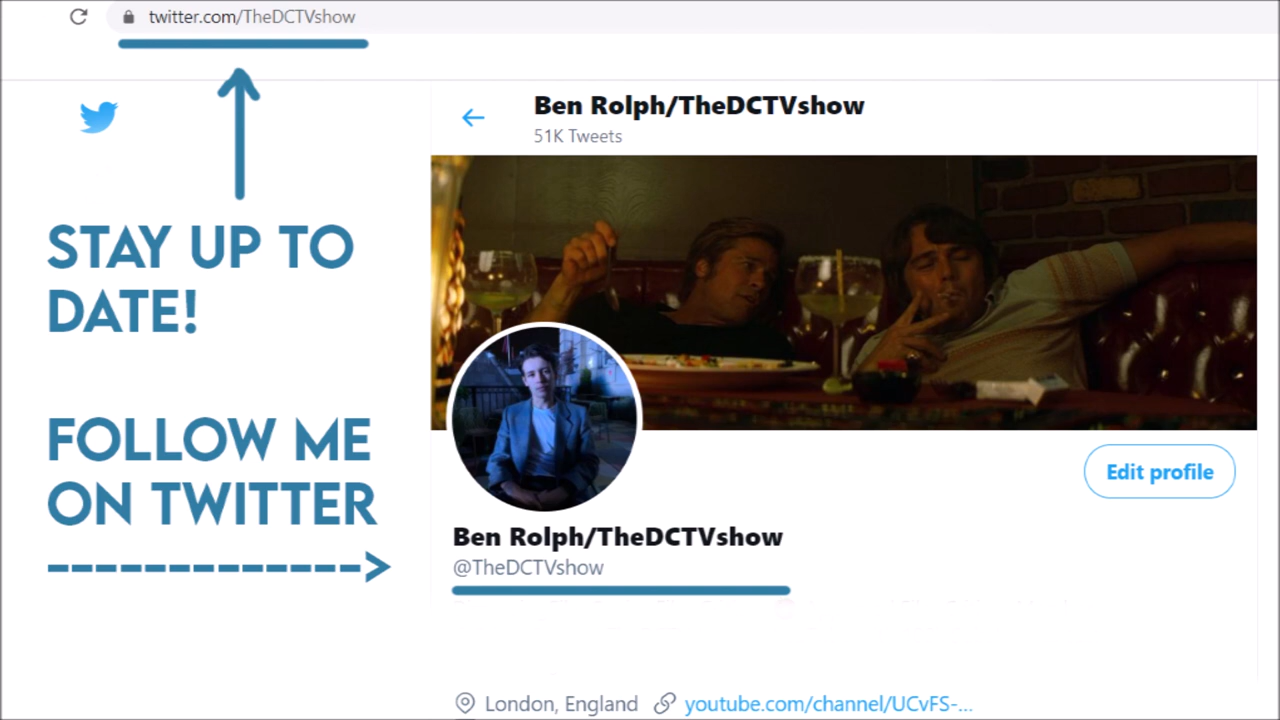 twitter.com/TheDCTVshow
Ben Rolph/TheDCTVshow
51K Tweets
STAY UP TO
DATE!
FOLLOW ME
ON TWITTER
------------->
Edit profile
Ben Rolph/TheDCTVshow
@TheDCTVshow
London, England
youtube.com/channel/UCvFS-...